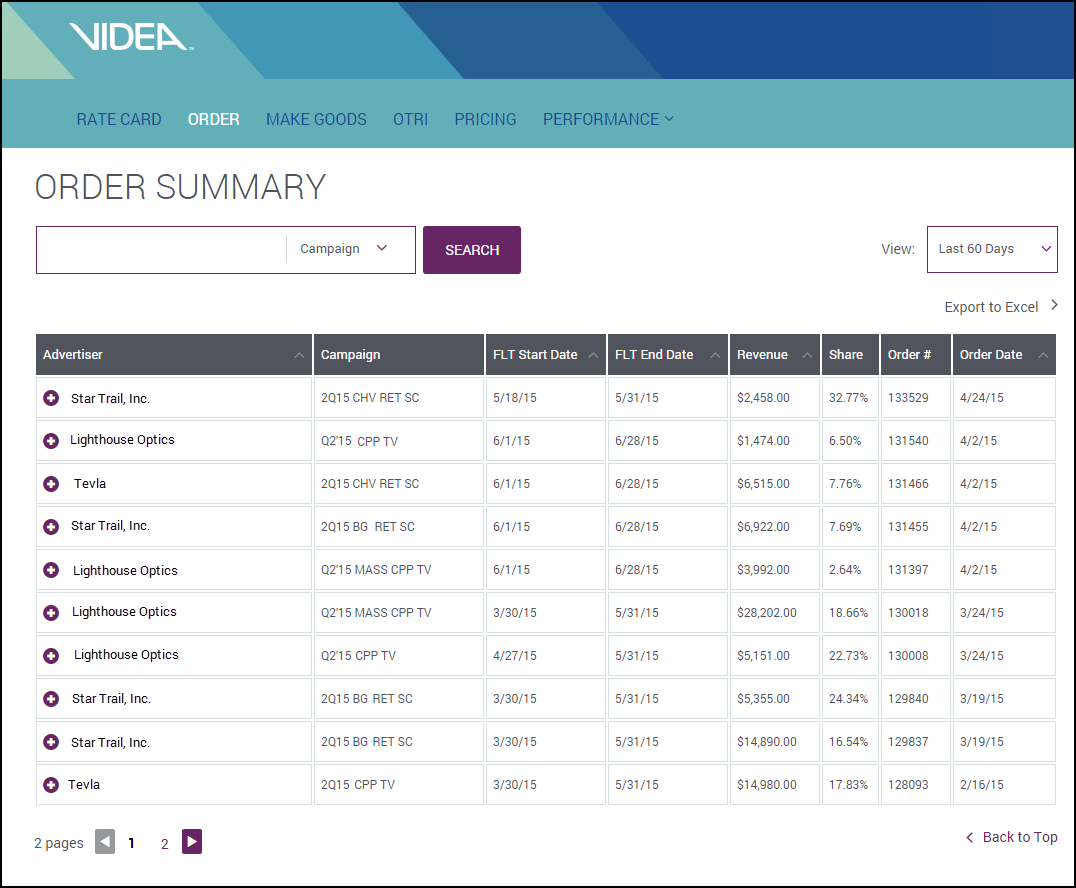 VIDEA™
RATE CARD ORDER MAKE GOODS OTRI PRICING PERFORMANCE
ORDER SUMMARY
Campaign SEARCH View: Last 60 Days
Export to Excel
Advertiser Campaign FLT Start Date FLT End Date Revenue Share Order # Order Date
Star Trail, Inc. 2Q15 CHV RET SC 5/18/15 5/31/15 $2,458.00 32.77% 133529 4/24/15
Lighthouse Optics Q2'15 CPP TV 6/1/15 6/28/15 $1,474.00 6.50% 131540 4/2/15
Tevla 2Q15 CHV RET SC 6/1/15 6/28/15 $6,515.00 7.76% 131466 4/2/15
Star Trail, Inc. 2Q15 BG RET SC 6/1/15 6/28/15 $6,922.00 7.69% 131455 4/2/15
Lighthouse Optics Q2'15 MASS CPP TV 6/1/15 6/28/15 $3,992.00 2.64% 131397 4/2/15
Lighthouse Optics Q2'15 MASS CPP TV 3/30/15 5/31/15 $28,202.00 18.66% 130018 3/24/15
Lighthouse Optics Q2'15 CPP TV 4/27/15 5/31/15 $5,151.00 22.73% 130008 3/24/15
Star Trail, Inc. 2Q15 BG RET SC 3/30/15 5/31/15 $5,355.00 24.34% 129840 3/19/15
Star Trail, Inc. 2Q15 BG RET SC 3/30/15 5/31/15 $14,890.00 16.54% 129837 3/19/15
Tevla 2Q15 CPP TV 3/30/15 5/31/15 $14,980.00 17.83% 128093 2/16/15
2 pages 1 2 Back to Top